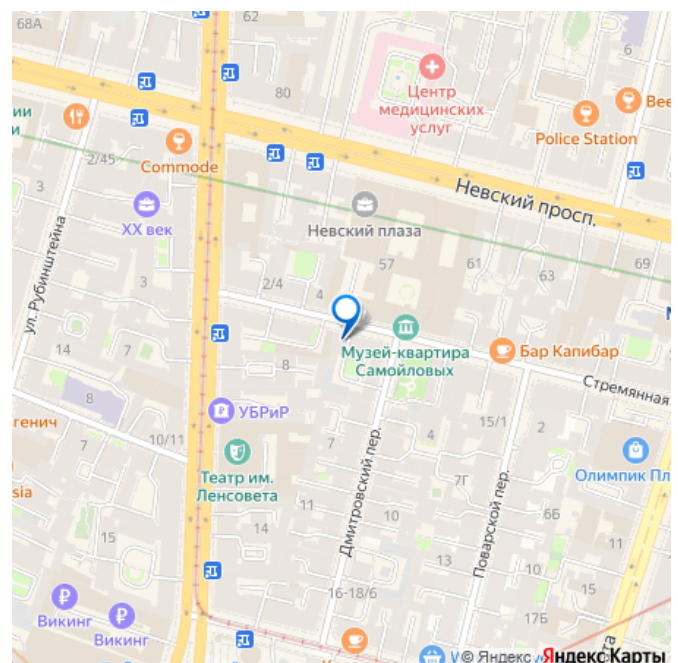 68А
62
80
6
Центр
медицинских
услуг
Bee
ии
и
Police Station
2/45
Commode
3
XX век
Невский просп.
Невский плаза
ул. Рубинштейна
57
61
63
69
3
2/4
4
М
14
7
Музей-квартира
Самойловых
Бар Капибар
Стремянная
8
8
генич
УБРиР
15/1
2
4
7
10/11
7
Театр им.
Ленсовета
Дмитровский пер.
7Г
Поварской пер.
Олимпик Пл
sia
11
10
6Б
14
15
13
11
10
15
16-18/6
17Б
Викинг
Викинг
та
© Яндекс Яндекс Карты